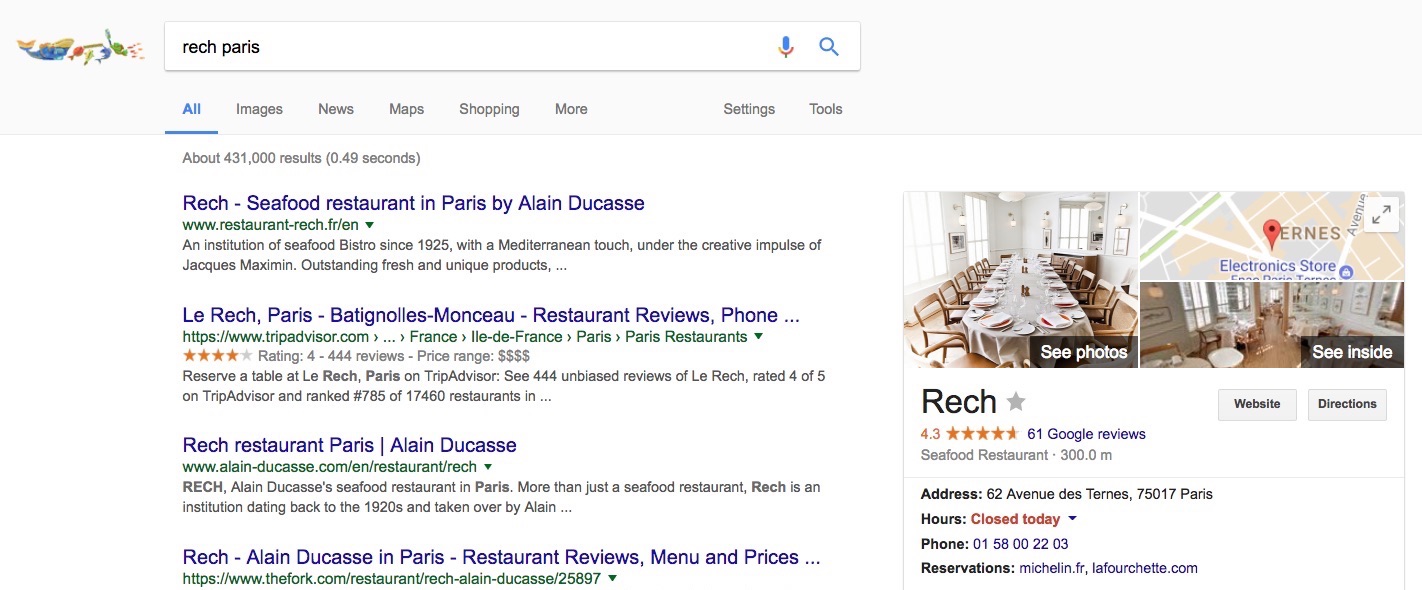 rech paris
All Images News Maps Shopping More Settings Tools
About 431,000 results (0.49 seconds)
Rech - Seafood restaurant in Paris by Alain Ducasse
www.restaurant-rech.fr/en
An institution of seafood Bistro since 1925, with a Mediterranean touch, under the creative impulse of
Jacques Maximin. Outstanding fresh and unique products, ...
Le Rech, Paris - Batignolles-Monceau - Restaurant Reviews, Phone ...
https://www.tripadvisor.com › ... › France › Ile-de-France › Paris › Paris Restaurants
Rating: 4 - 444 reviews - Price range: $$$$
Reserve a table at Le Rech, Paris on TripAdvisor: See 444 unbiased reviews of Le Rech, rated 4 of 5
on TripAdvisor and ranked #785 of 17460 restaurants in ...
Rech restaurant Paris | Alain Ducasse
www.alain-ducasse.com/en/restaurant/rech
RECH, Alain Ducasse's seafood restaurant in Paris. More than just a seafood restaurant, Rech is an
institution dating back to the 1920s and taken over by Alain ...
Rech - Alain Ducasse in Paris - Restaurant Reviews, Menu and Prices ...
https://www.thefork.com/restaurant/rech-alain-ducasse/25897
Avenue
ERNES
Electronics Store
See photos
See inside
Rech
Website Directions
4.3 61 Google reviews
Seafood Restaurant · 300.0 m
Address: 62 Avenue des Ternes, 75017 Paris
Hours: Closed today
Phone: 01 58 00 22 03
Reservations: michelin.fr, lafourchette.com